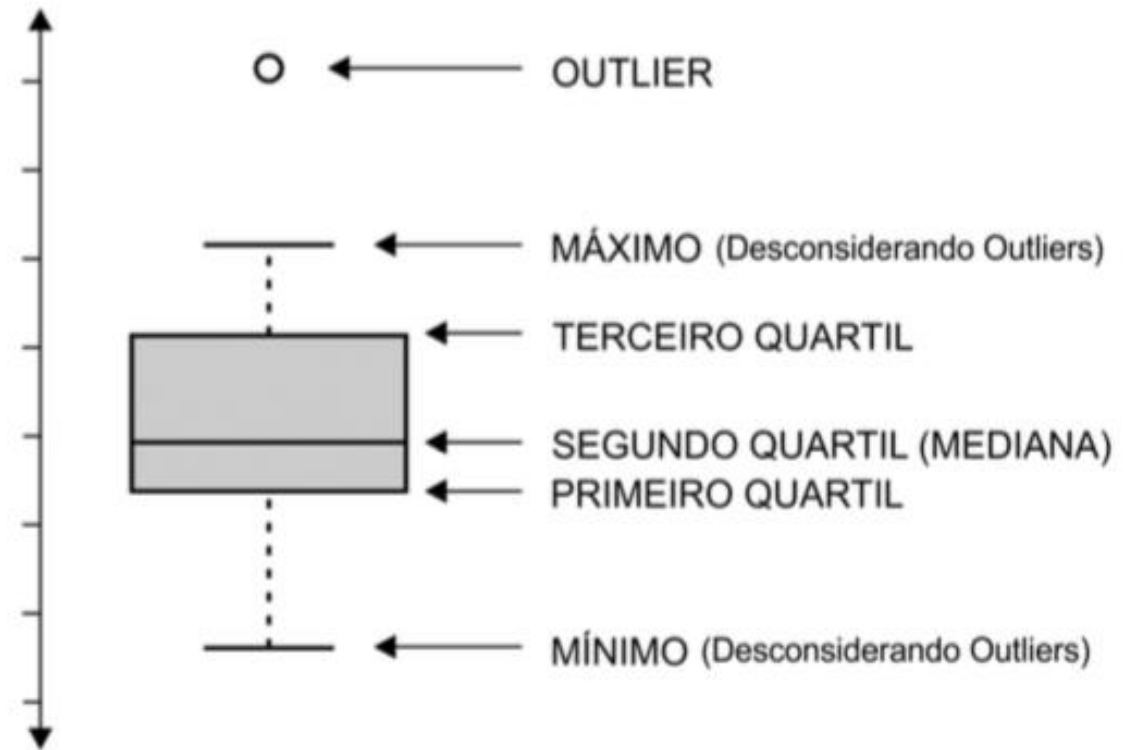 OUTLIER
MÁXIMO (Desconsiderando Outliers)
TERCEIRO QUARTIL
SEGUNDO QUARTIL (MEDIANA)
PRIMEIRO QUARTIL
MÍNIMO (Desconsiderando Outliers)